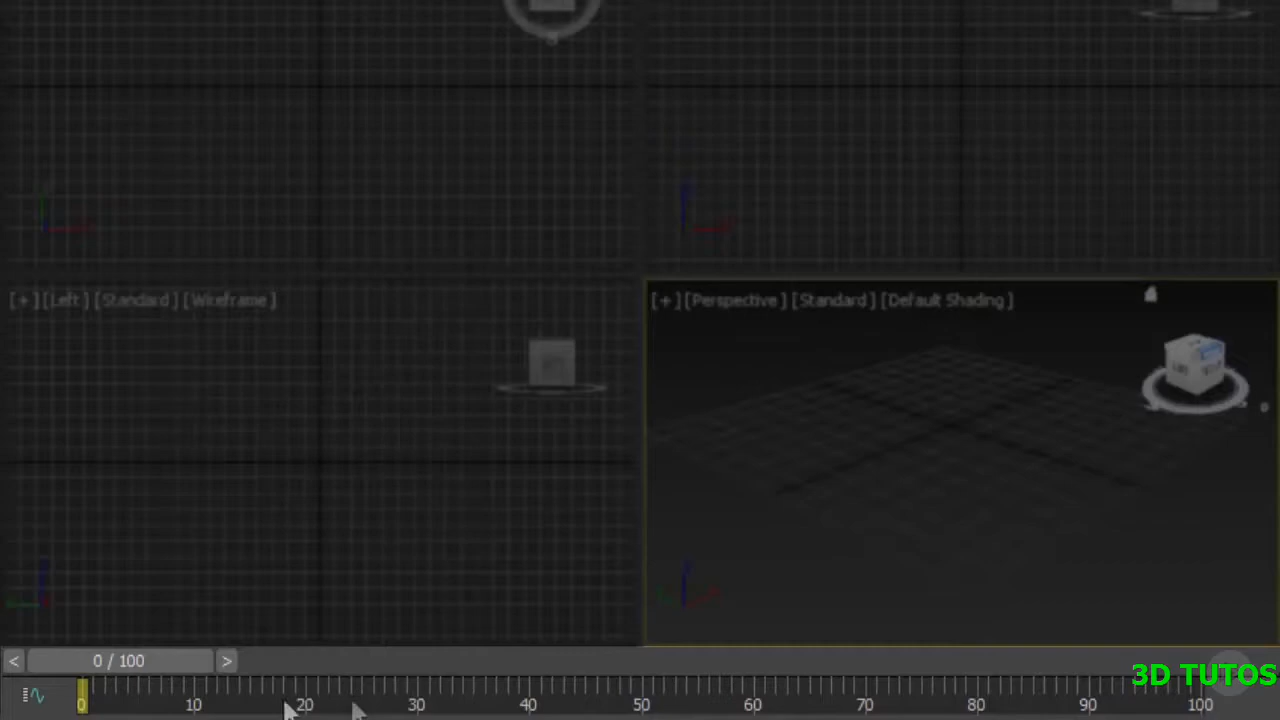 [ + ] [Left ] [Standard ] [Wireframe ]
[ + ] [Perspective ] [Standard ] [Default Shading ]
< 0 / 100 >
0 10 20 30 40 50 60 70 80 90 100
3D TUTOS